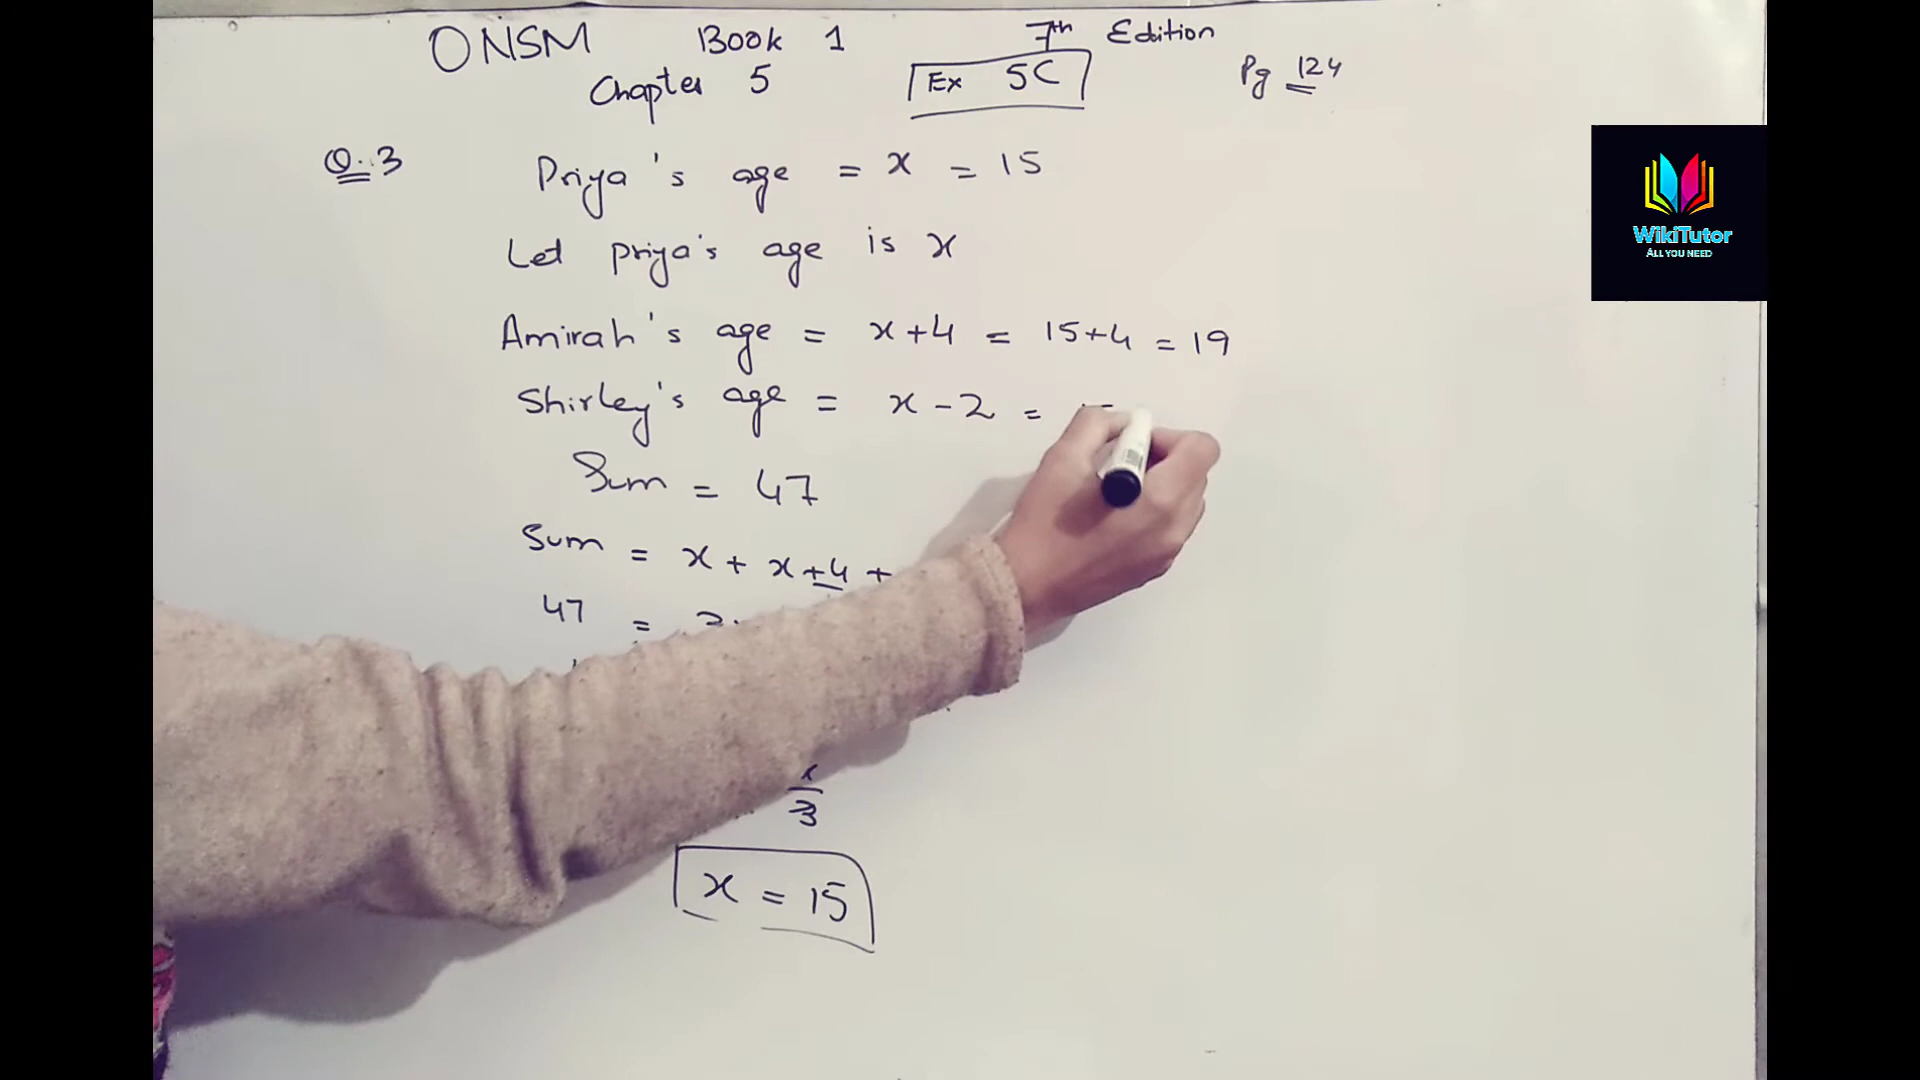 ONSM Book 1 7th Edition
Chapter 5 Ex 5C Pg 124
Q.3 Priya's age = x = 15
Let priya's age is x
Amirah's age = x+4 = 15+4 = 19
Shirley's age = x-2 =
Sum = 47
Sum = x + x+4 +
47 =
3
x = 15
WikiTutor
ALL YOU NEED